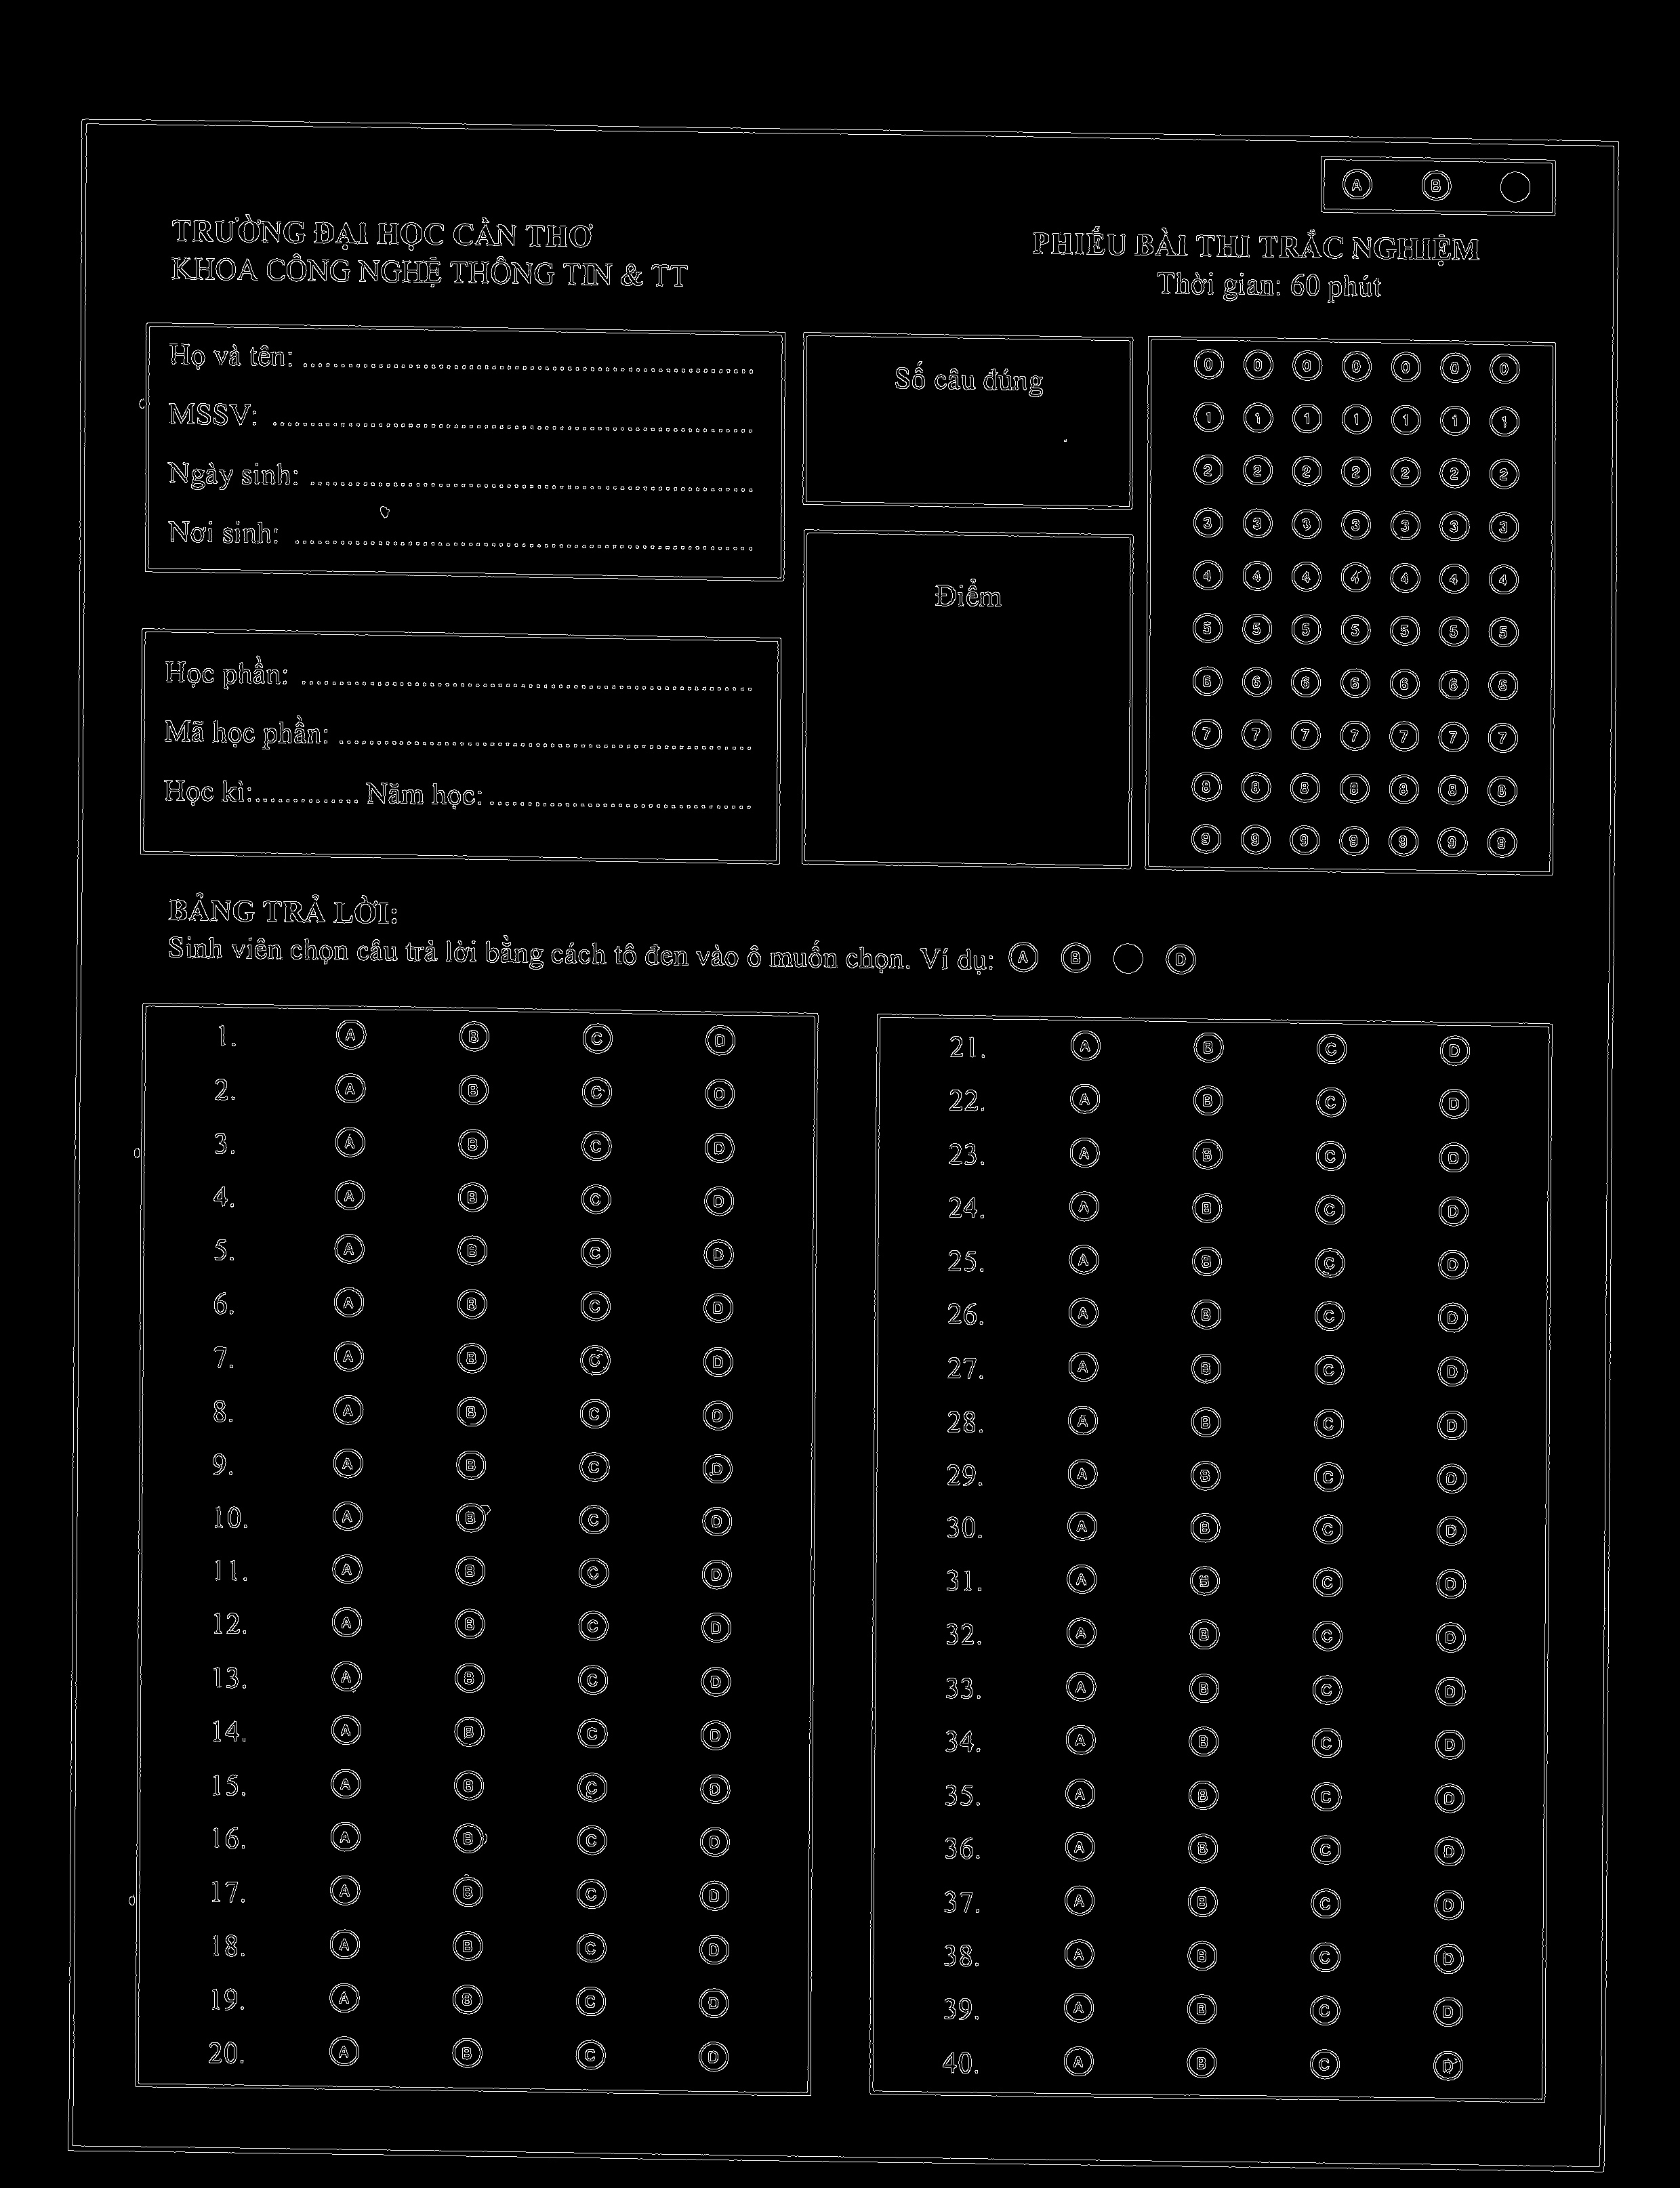 A B
TRƯỜNG ĐẠI HỌC CẦN THƠ
KHOA CÔNG NGHỆ THÔNG TIN & TT
PHIẾU BÀI THI TRẮC NGHIỆM
Thời gian: 60 phút
Họ và tên: ................................
MSSV: ................................
Ngày sinh: ................................
Nơi sinh: ................................
Số câu đúng
Điểm
0 0 0 0 0 0 0
1 1 1 1 1 1 1
2 2 2 2 2 2 2
3 3 3 3 3 3 3
4 4 4 4 4 4 4
5 5 5 5 5 5 5
6 6 6 6 6 6 6
7 7 7 7 7 7 7
8 8 8 8 8 8 8
9 9 9 9 9 9 9
Học phần: ................................
Mã học phần: ................................
Học kì:.............. Năm học: ................................
BẢNG TRẢ LỜI:
Sinh viên chọn câu trả lời bằng cách tô đen vào ô muốn chọn. Ví dụ: A B D
1. A B C D
2. A B C D
3. A B C D
4. A B C D
5. A B C D
6. A B C D
7. A B C D
8. A B C D
9. A B C D
10. A B C D
11. A B C D
12. A B C D
13. A B C D
14. A B C D
15. A B C D
16. A B C D
17. A B C D
18. A B C D
19. A B C D
20. A B C D
21. A B C D
22. A B C D
23. A B C D
24. A B C D
25. A B C D
26. A B C D
27. A B C D
28. A B C D
29. A B C D
30. A B C D
31. A B C D
32. A B C D
33. A B C D
34. A B C D
35. A B C D
36. A B C D
37. A B C D
38. A B C D
39. A B C D
40. A B C D